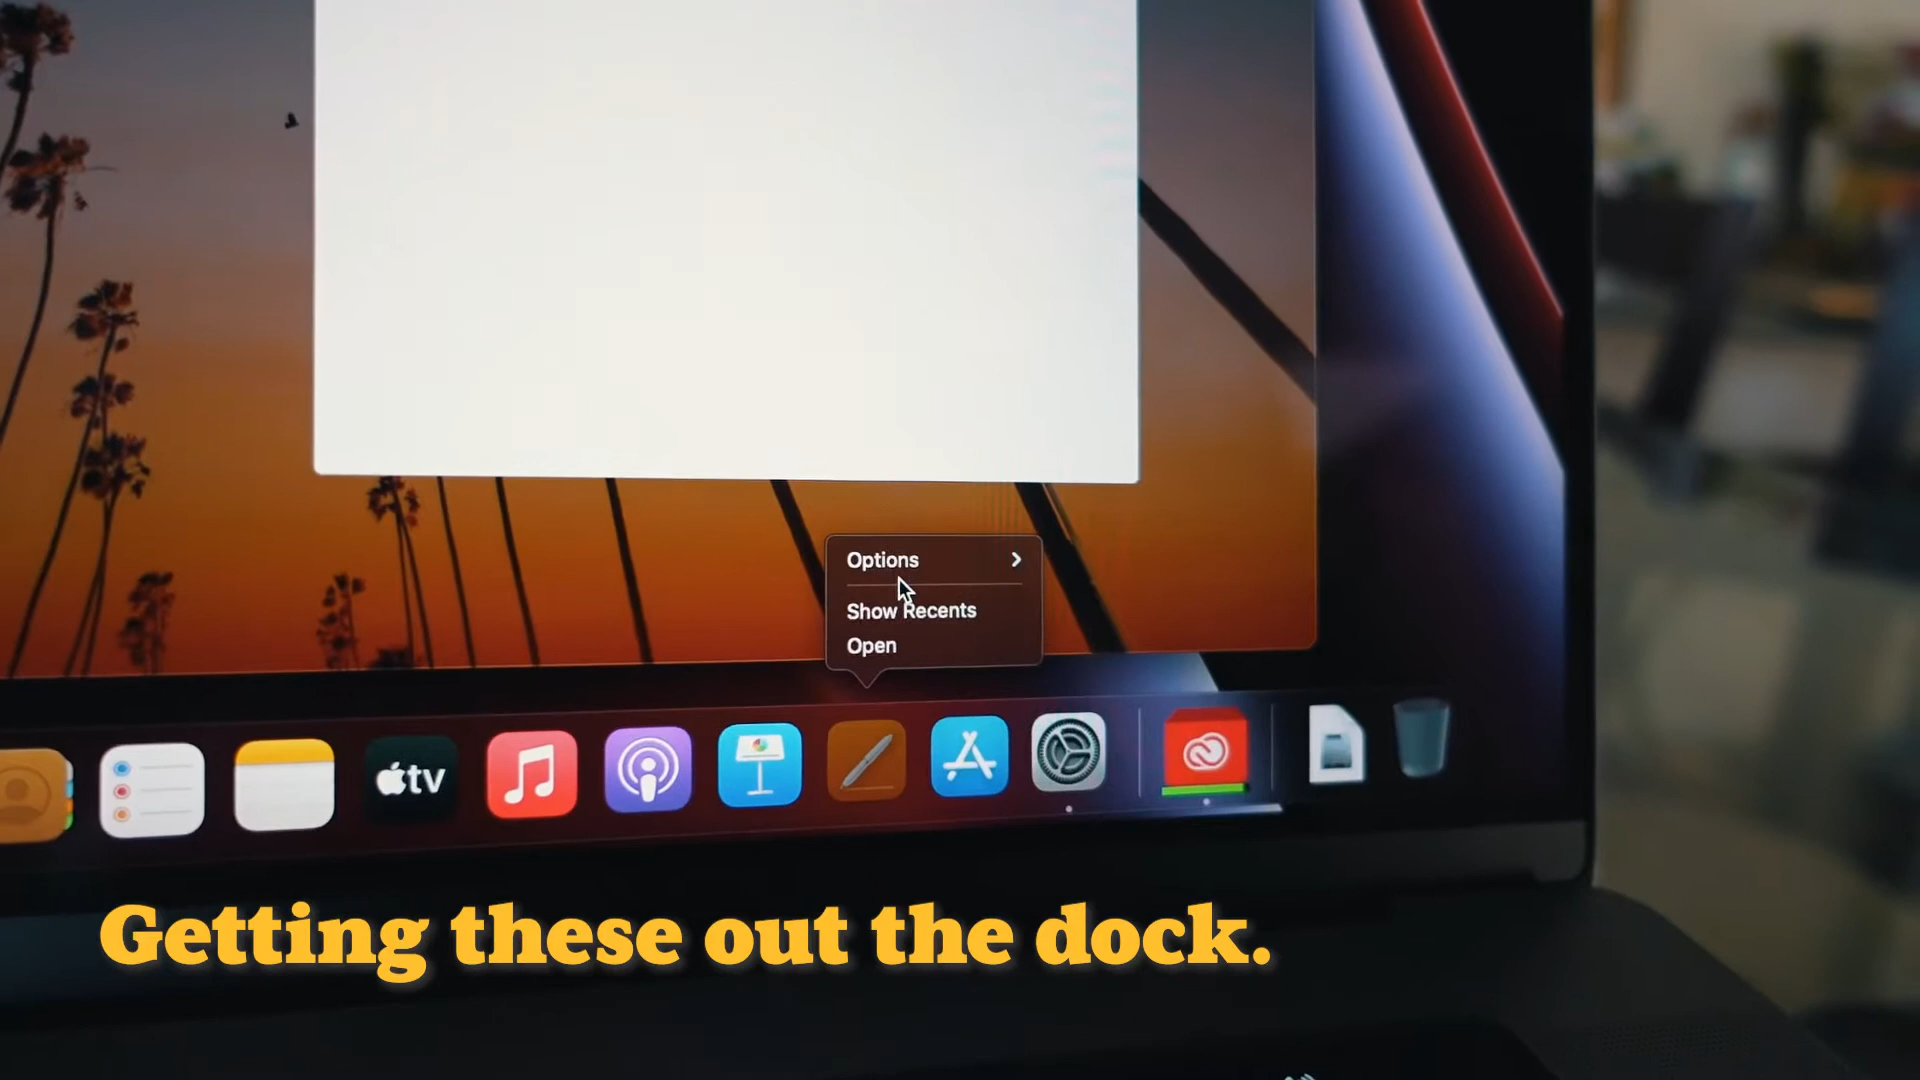 Options
Show Recents
Open
tv
Getting these out the dock.